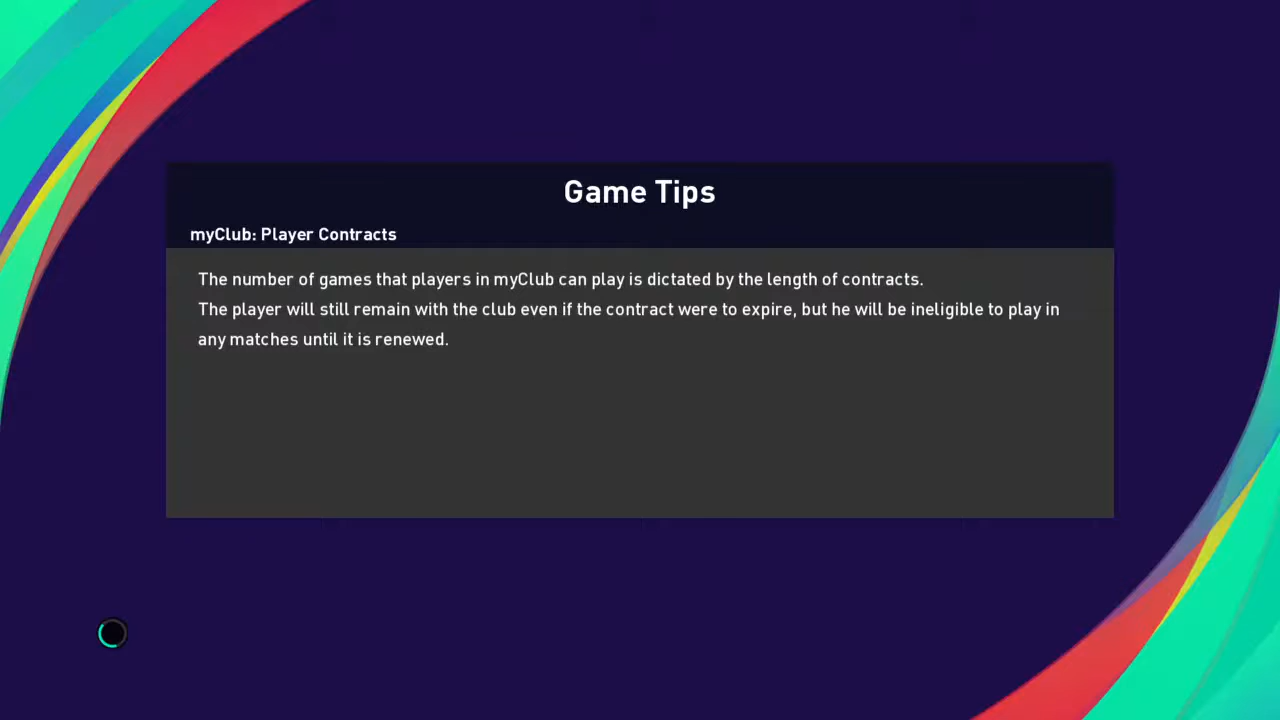 Game Tips
myClub: Player Contracts
The number of games that players in myClub can play is dictated by the length of contracts.
The player will still remain with the club even if the contract were to expire, but he will be ineligible to play in
any matches until it is renewed.